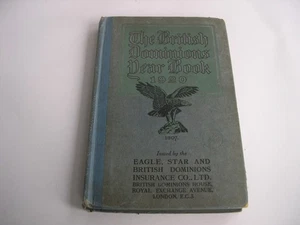 The British
Dominions
Year Book
1920
Issued by the
EAGLE, STAR AND
BRITISH DOMINIONS
INSURANCE CO., LTD.
BRITISH DOMINIONS HOUSE,
ROYAL EXCHANGE AVENUE,
LONDON, E.C.3